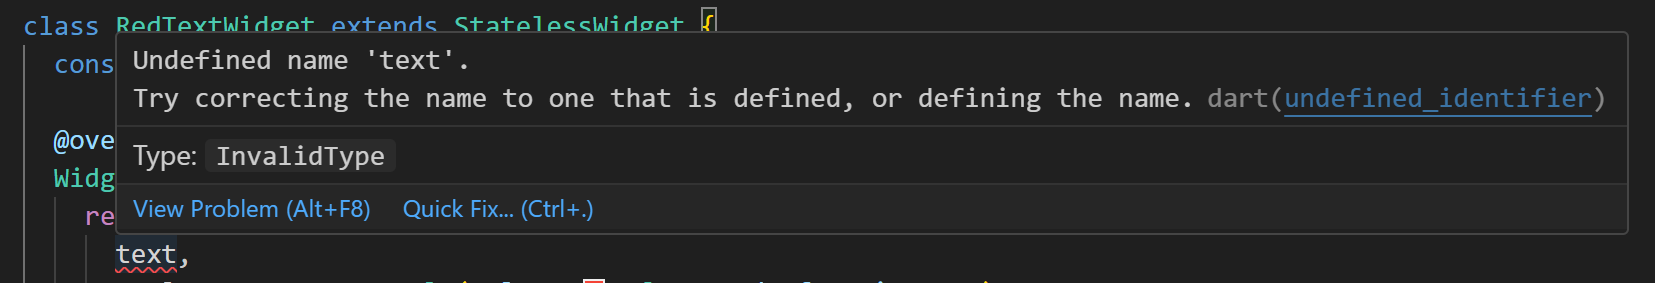 class RedTextWidget extends StatelessWidget {
cons
Undefined name 'text'.
Try correcting the name to one that is defined, or defining the name. dart(undefined_identifier)
@ove
Type: InvalidType
Widg
View Problem (Alt+F8) Quick Fix... (Ctrl+.)
re
text,